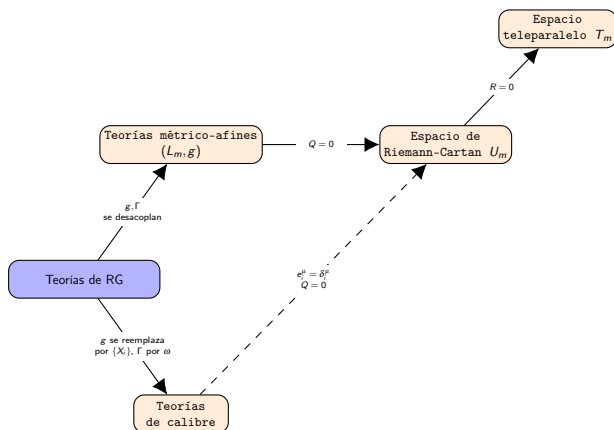 Espacio
teleparalelo T_m
R = 0
Teorías métrico-afines
(L_m, g)
Q = 0
Espacio de
Riemann-Cartan U_m
g, Γ
se desacoplan
e_i^μ = δ_i^μ
Q = 0
Teorías de RG
g se reemplaza
por {X_i}, Γ por ω
Teorías
de calibre